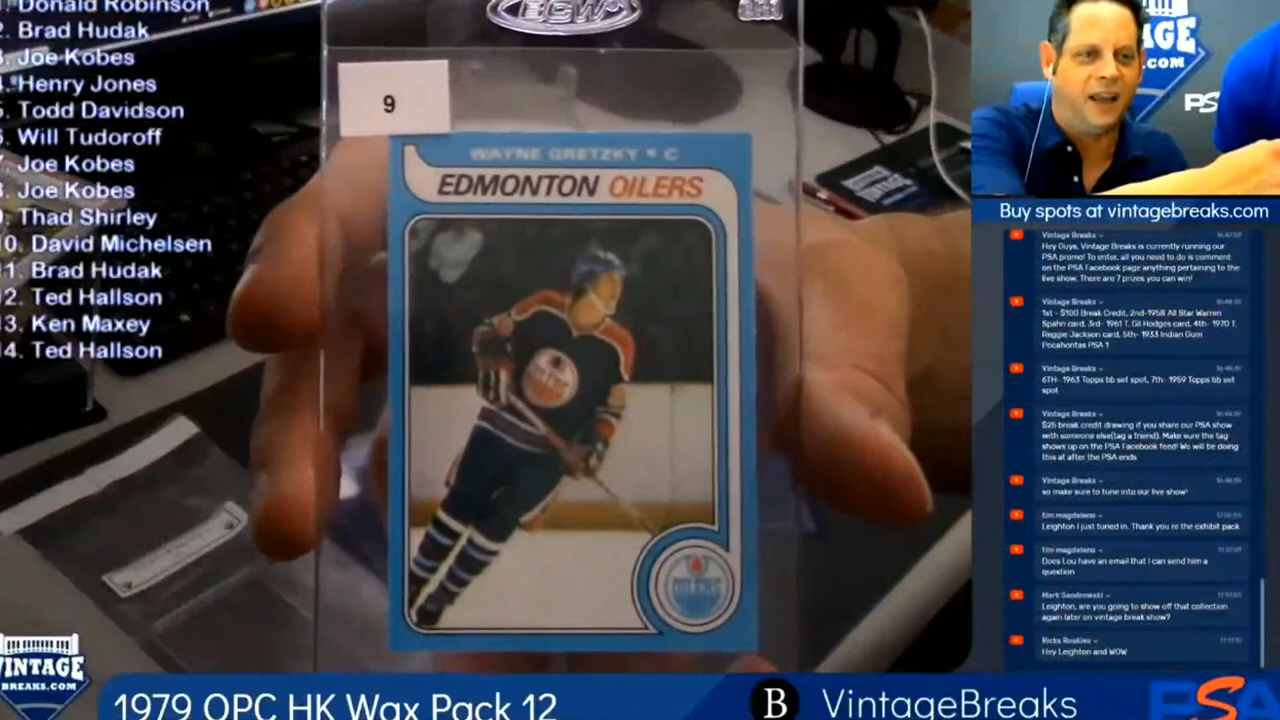 1. Donald Robinson
2. Brad Hudak
3. Joe Kobes
4. Henry Jones
5. Todd Davidson
6. Will Tudoroff
7. Joe Kobes
8. Joe Kobes
9. Thad Shirley
10. David Michelsen
11. Brad Hudak
12. Ted Hallson
13. Ken Maxey
14. Ted Hallson
BCW
9
WAYNE GRETZKY * C
EDMONTON OILERS
OILERS
OILERS
AGE
.COM
PS
Buy spots at vintagebreaks.com
Vintage Breaks
Hey Guys, Vintage Breaks is currently running our
PSA promo! To enter, all you need to do is comment
on the PSA Facebook page anything pertaining to the
live show. There are 7 prizes you can win!
Vintage Breaks
1st - $100 Break Credit, 2nd-1958 All Star Warren
Spahn card, 3rd- 1961 T. Gil Hodges card, 4th- 1970 T.
Reggie Jackson card, 5th- 1933 Indian Gum
Pocahontas PSA 1
Vintage Breaks
6TH- 1963 Topps bb set spot, 7th- 1959 Topps bb set
spot
Vintage Breaks
$25 break credit drawing if you share our PSA show
with someone else(tag a friend). Make sure the tag
shows up on the PSA Facebook feed! We will be doing
this at after the PSA ends
Vintage Breaks
so make sure to tune into our live show!
tim magdaleno
Leighton I just tuned in. Thank you re the exhibit pack
tim magdaleno
Does Lou have an email that I can send him a
question
Mark Sandrowski
Leighton, are you going to show off that collection
again later on vintage break show?
Ricks Rookies
Hey Leighton and WOW
VINTAGE
BREAKS.COM
1979 OPC HK Wax Pack 12
B VintageBreaks
PSA